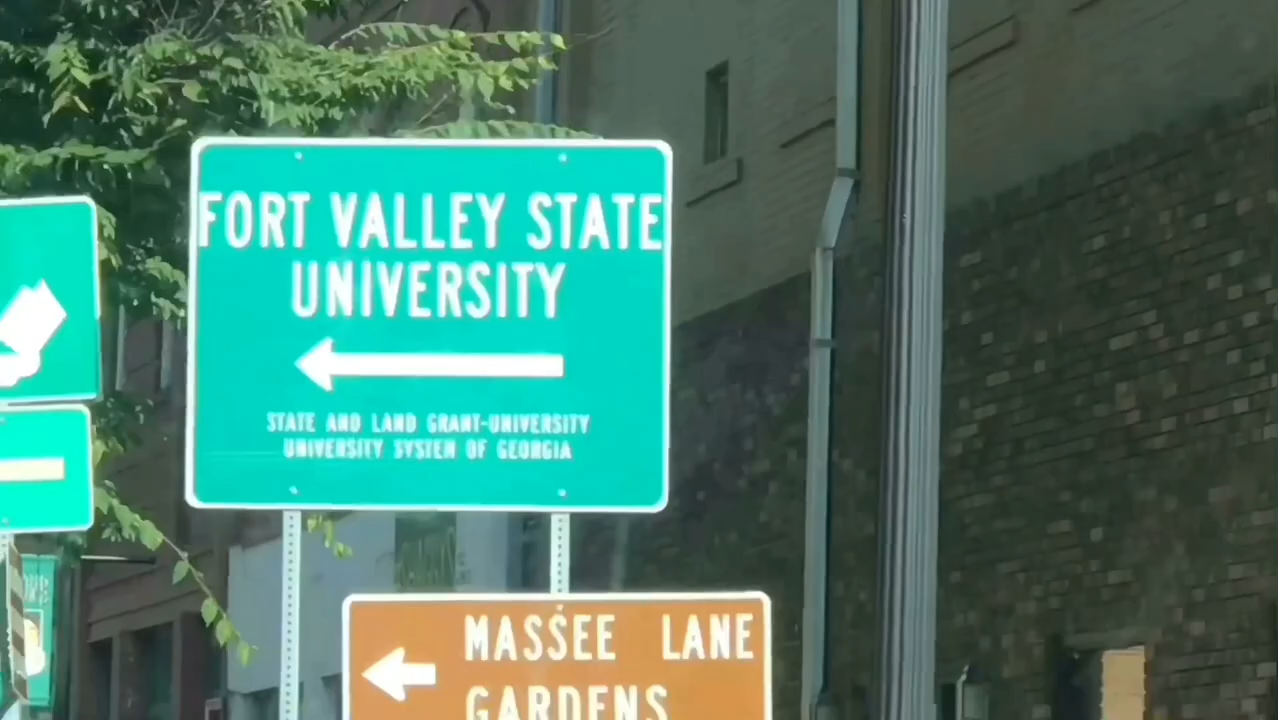 FORT VALLEY STATE
UNIVERSITY
STATE AND LAND GRANT-UNIVERSITY
UNIVERSITY SYSTEM OF GEORGIA
MASSEE LANE
GARDENS